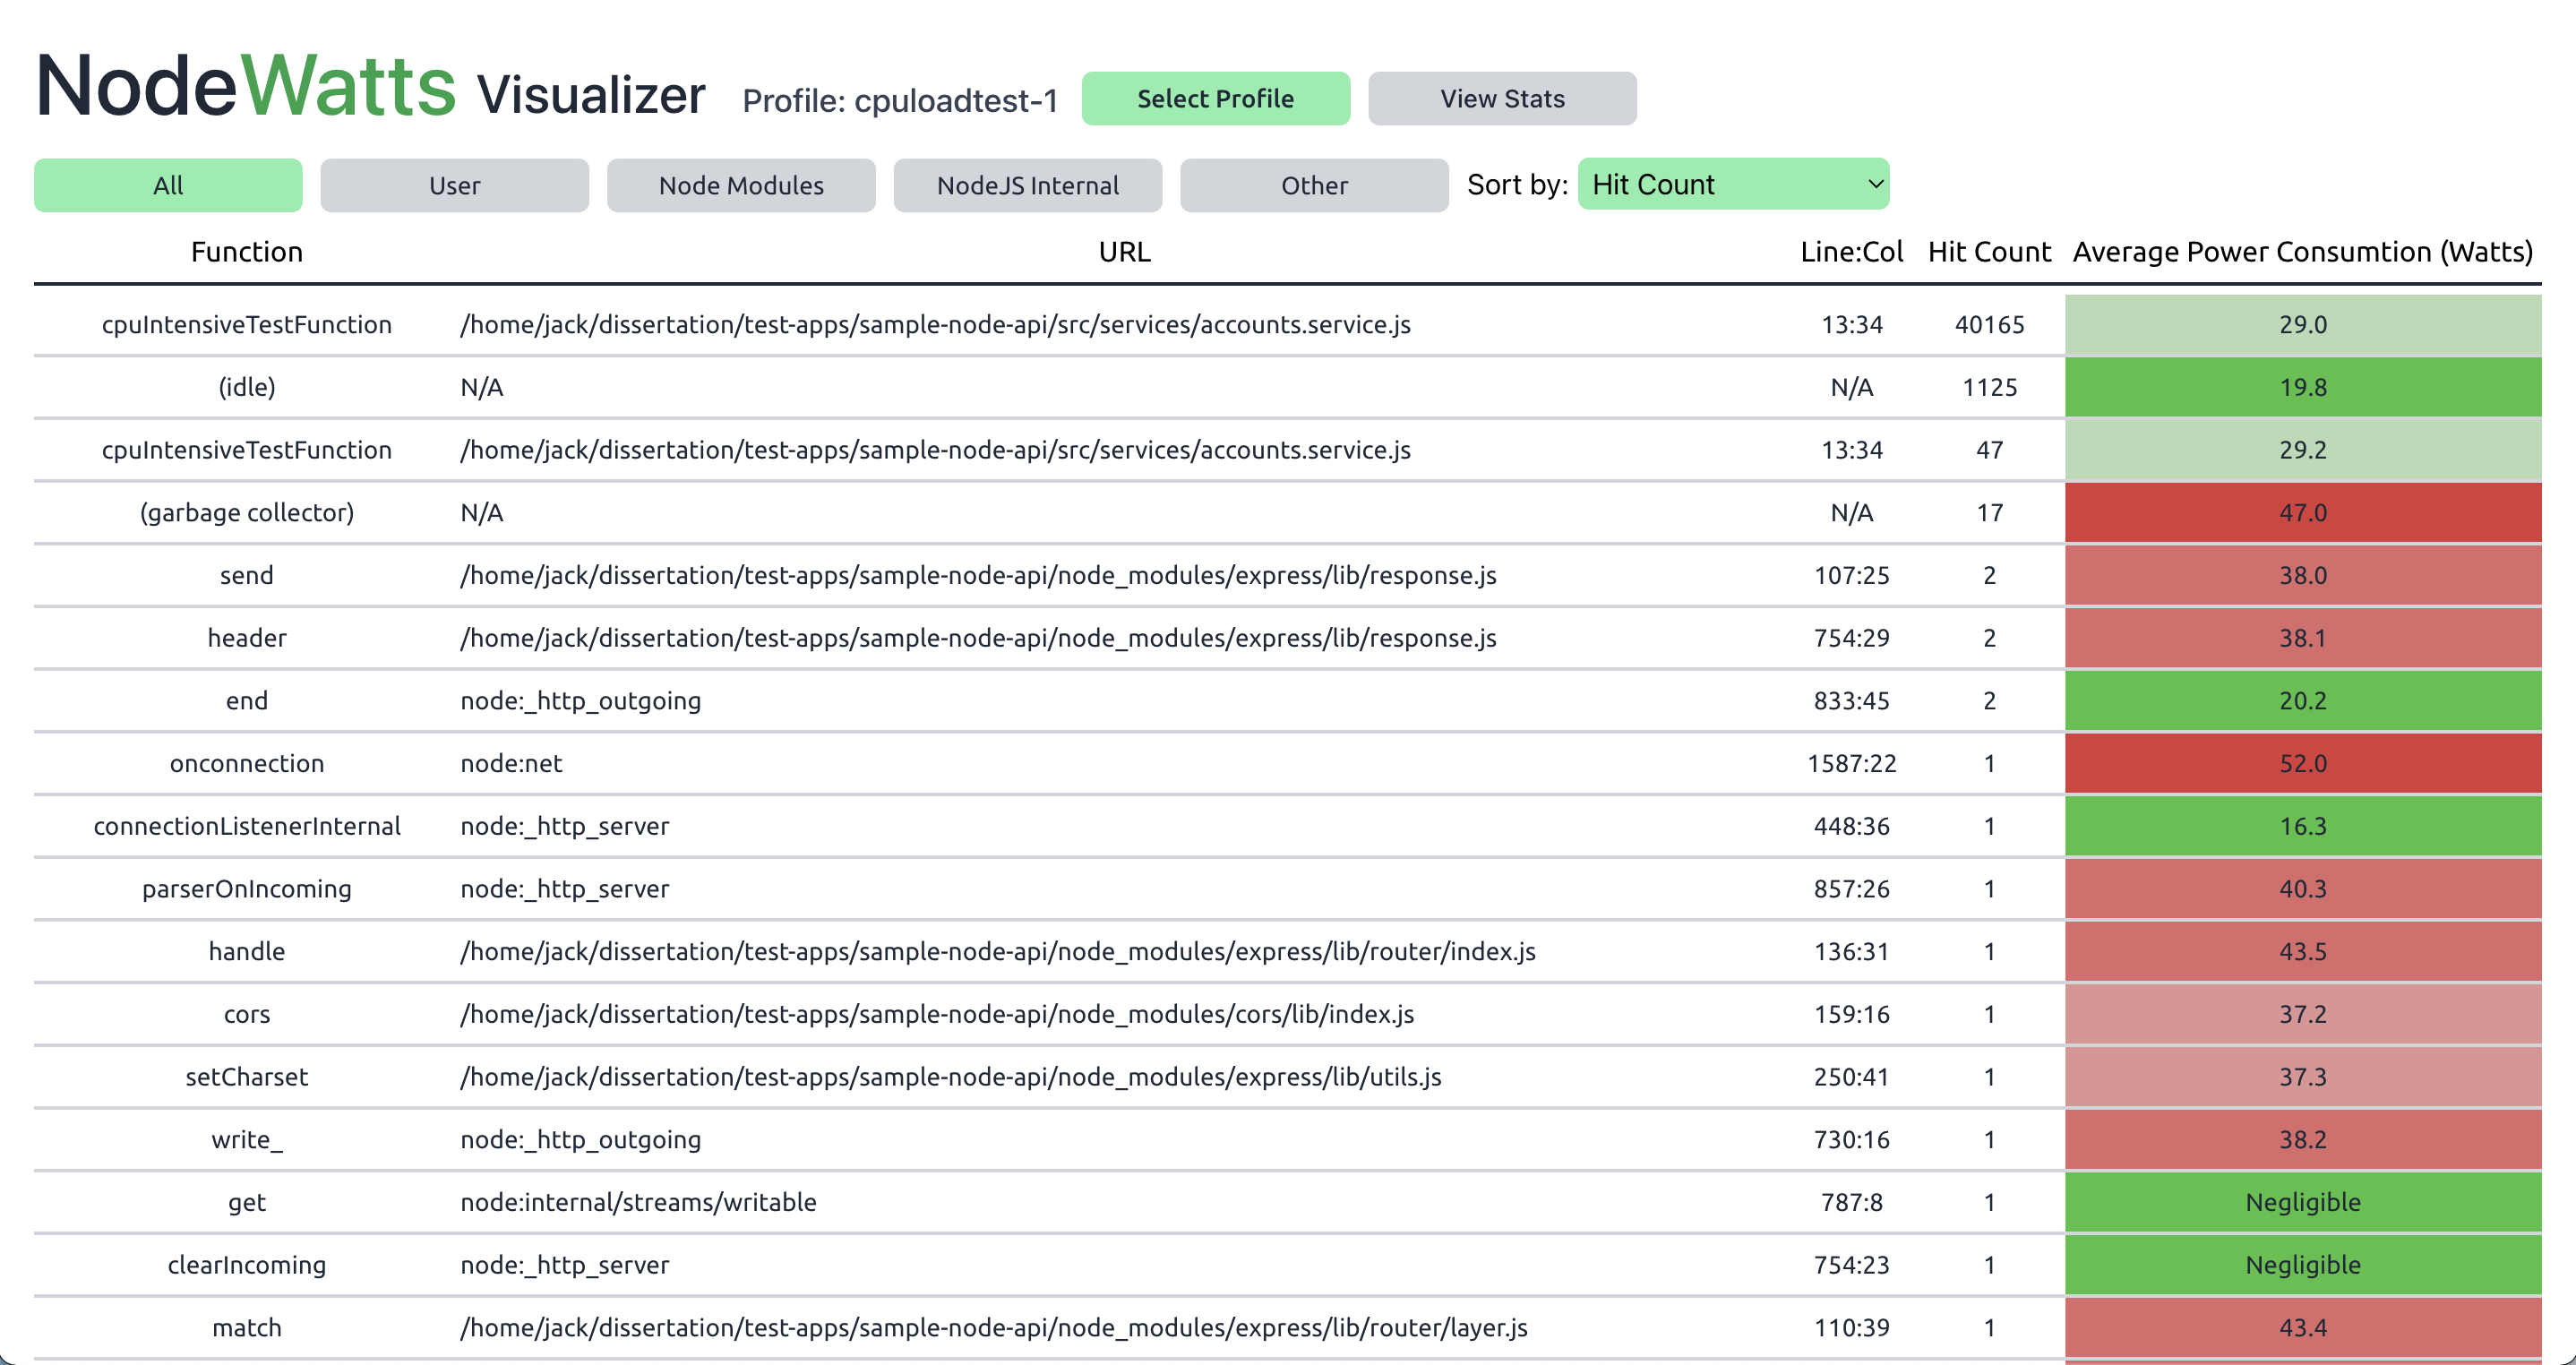 NodeWatts Visualizer Profile: cpuloadtest-1 Select Profile View Stats
All User Node Modules NodeJS Internal Other Sort by: Hit Count
Function URL Line:Col Hit Count Average Power Consumtion (Watts)
cpuIntensiveTestFunction /home/jack/dissertation/test-apps/sample-node-api/src/services/accounts.service.js 13:34 40165 29.0
(idle) N/A N/A 1125 19.8
cpuIntensiveTestFunction /home/jack/dissertation/test-apps/sample-node-api/src/services/accounts.service.js 13:34 47 29.2
(garbage collector) N/A N/A 17 47.0
send /home/jack/dissertation/test-apps/sample-node-api/node_modules/express/lib/response.js 107:25 2 38.0
header /home/jack/dissertation/test-apps/sample-node-api/node_modules/express/lib/response.js 754:29 2 38.1
end node:_http_outgoing 833:45 2 20.2
onconnection node:net 1587:22 1 52.0
connectionListenerInternal node:_http_server 448:36 1 16.3
parserOnIncoming node:_http_server 857:26 1 40.3
handle /home/jack/dissertation/test-apps/sample-node-api/node_modules/express/lib/router/index.js 136:31 1 43.5
cors /home/jack/dissertation/test-apps/sample-node-api/node_modules/cors/lib/index.js 159:16 1 37.2
setCharset /home/jack/dissertation/test-apps/sample-node-api/node_modules/express/lib/utils.js 250:41 1 37.3
write_ node:_http_outgoing 730:16 1 38.2
get node:internal/streams/writable 787:8 1 Negligible
clearIncoming node:_http_server 754:23 1 Negligible
match /home/jack/dissertation/test-apps/sample-node-api/node_modules/express/lib/router/layer.js 110:39 1 43.4